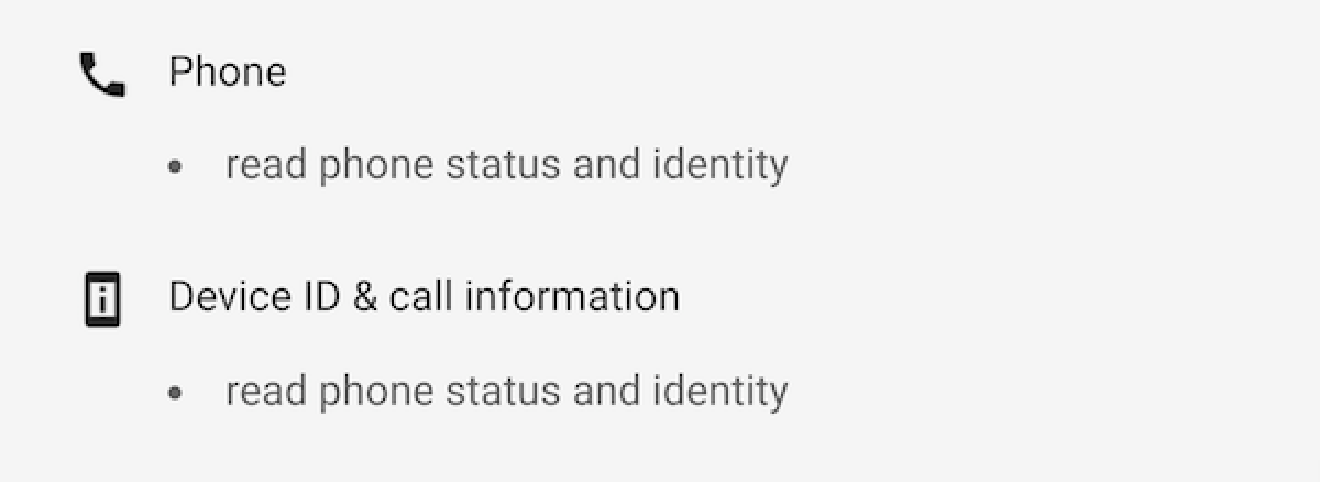 Phone
• read phone status and identity
Device ID & call information
• read phone status and identity